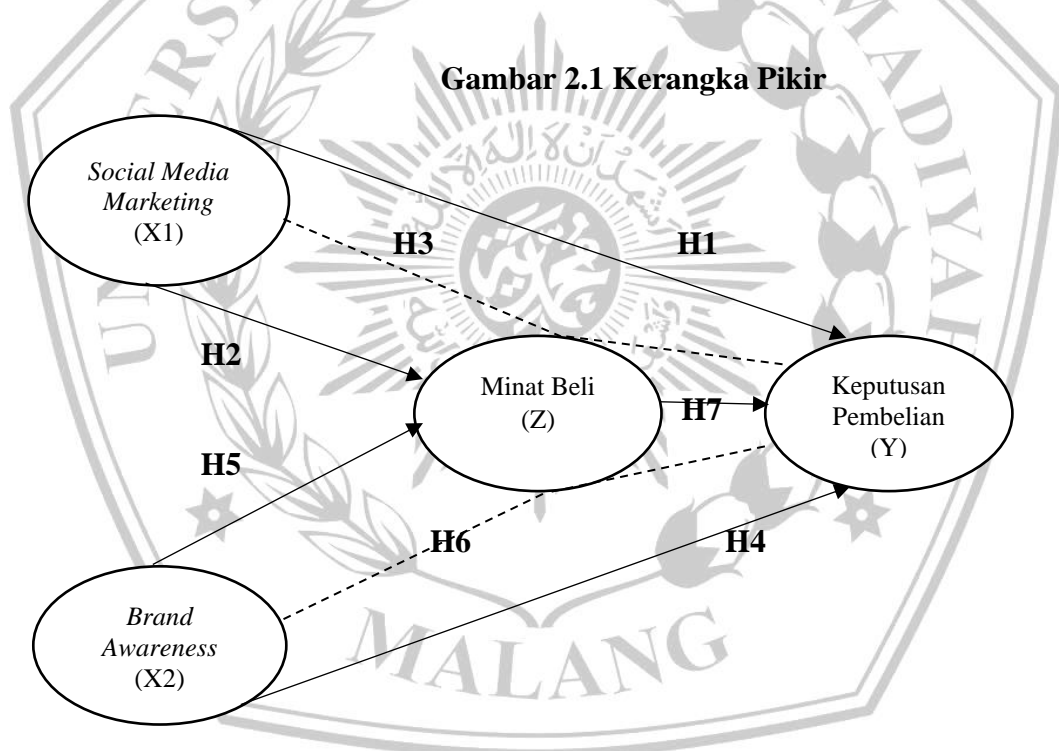 Gambar 2.1 Kerangka Pikir
Social Media
Marketing
(X1)
H3
H1
H2
Minat Beli
(Z)
H7
Keputusan
Pembelian
(Y)
H5
H6
H4
Brand
Awareness
(X2)
MALANG